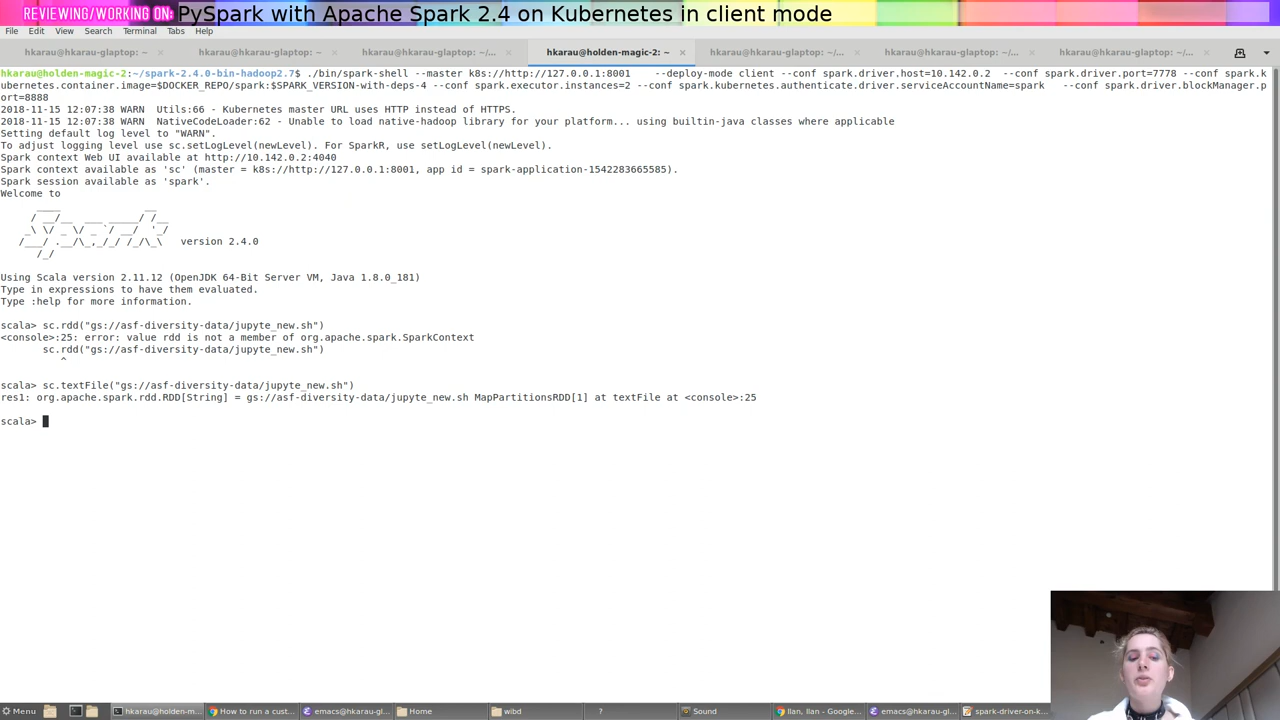 REVIEWING/WORKING ON: PySpark with Apache Spark 2.4 on Kubernetes in client mode
File Edit View Search Terminal Tabs Help
hkarau@hkarau-glaptop: ~ × hkarau@hkarau-glaptop: ~ × hkarau@hkarau-glaptop: ~/... × hkarau@holden-magic-2: ~ × hkarau@hkarau-glaptop: ~/... × hkarau@hkarau-glaptop: ~/... × hkarau@hkarau-glaptop: ~/... ×
hkarau@holden-magic-2:~/spark-2.4.0-bin-hadoop2.7$ ./bin/spark-shell --master k8s://http://127.0.0.1:8001    --deploy-mode client --conf spark.driver.host=10.142.0.2  --conf spark.driver.port=7778 --conf spark.k
ubernetes.container.image=$DOCKER_REPO/spark:$SPARK_VERSION-with-deps-4 --conf spark.executor.instances=2 --conf spark.kubernetes.authenticate.driver.serviceAccountName=spark   --conf spark.driver.blockManager.p
ort=8888
2018-11-15 12:07:38 WARN  Utils:66 - Kubernetes master URL uses HTTP instead of HTTPS.
2018-11-15 12:07:38 WARN  NativeCodeLoader:62 - Unable to load native-hadoop library for your platform... using builtin-java classes where applicable
Setting default log level to "WARN".
To adjust logging level use sc.setLogLevel(newLevel). For SparkR, use setLogLevel(newLevel).
Spark context Web UI available at http://10.142.0.2:4040
Spark context available as 'sc' (master = k8s://http://127.0.0.1:8001, app id = spark-application-1542283665585).
Spark session available as 'spark'.
Welcome to
      ____              __
     / __/__  ___ _____/ /__
    _\ \/ _ \/ _ `/ __/  '_/
   /___/ .__/\_,_/_/ /_/\_\   version 2.4.0
      /_/
Using Scala version 2.11.12 (OpenJDK 64-Bit Server VM, Java 1.8.0_181)
Type in expressions to have them evaluated.
Type :help for more information.
scala> sc.rdd("gs://asf-diversity-data/jupyte_new.sh")
<console>:25: error: value rdd is not a member of org.apache.spark.SparkContext
       sc.rdd("gs://asf-diversity-data/jupyte_new.sh")
          ^
scala> sc.textFile("gs://asf-diversity-data/jupyte_new.sh")
res1: org.apache.spark.rdd.RDD[String] = gs://asf-diversity-data/jupyte_new.sh MapPartitionsRDD[1] at textFile at <console>:25
scala>
Menu hkarau@holden-m... How to run a cust... emacs@hkarau-gl... Home wibd ? Sound Ilan, Ilan - Google... emacs@hkarau-gl... spark-driver-on-k...